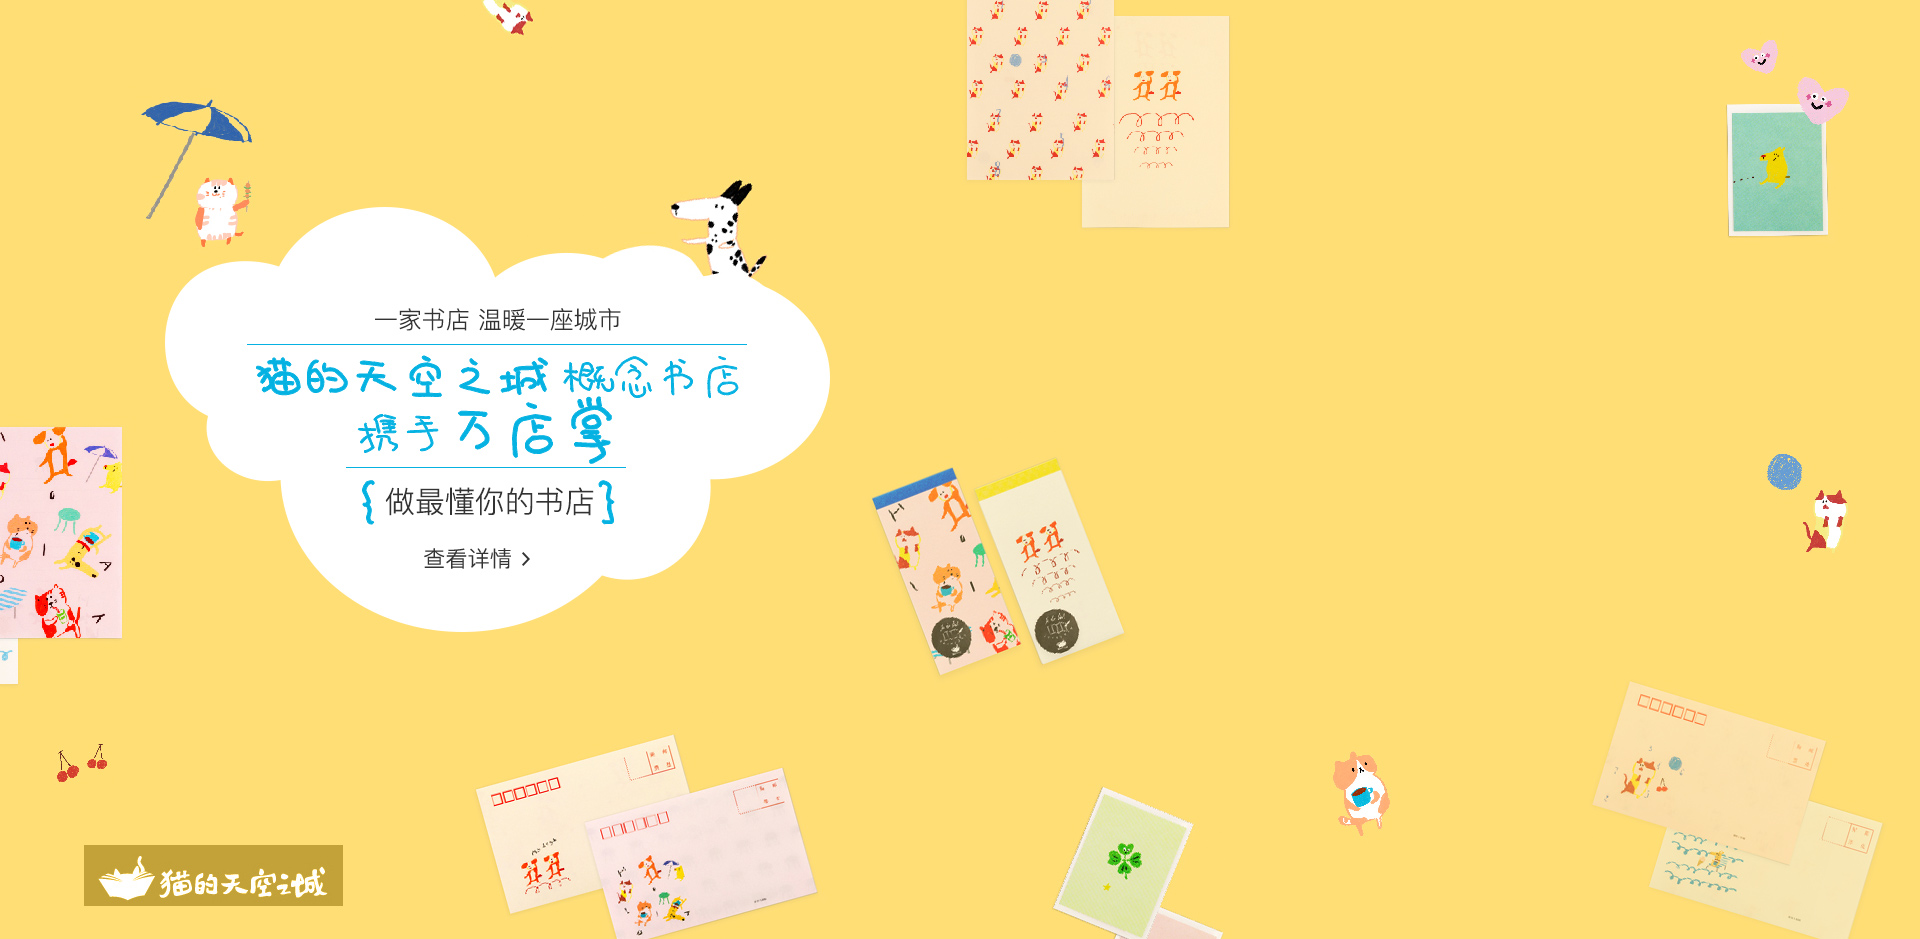 一家书店 温暖一座城市
猫的天空之城概念书店
携手万店掌
{做最懂你的书店}
查看详情 >
猫的天空之城